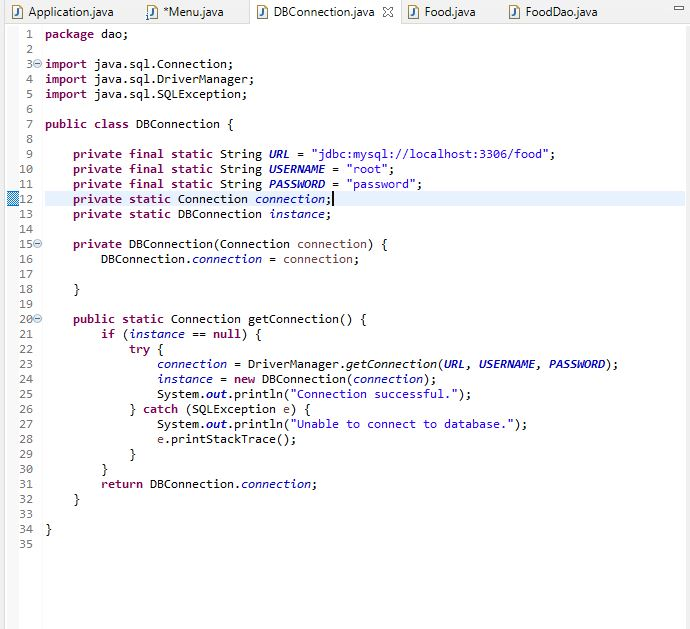 Application.java *Menu.java DBConnection.java Food.java FoodDao.java
1 package dao;
2
3 import java.sql.Connection;
4 import java.sql.DriverManager;
5 import java.sql.SQLException;
6
7 public class DBConnection {
8
9 private final static String URL = "jdbc:mysql://localhost:3306/food";
10 private final static String USERNAME = "root";
11 private final static String PASSWORD = "password";
12 private static Connection connection;
13 private static DBConnection instance;
14
15 private DBConnection(Connection connection) {
16 DBConnection.connection = connection;
17
18 }
19
20 public static Connection getConnection() {
21 if (instance == null) {
22 try {
23 connection = DriverManager.getConnection(URL, USERNAME, PASSWORD);
24 instance = new DBConnection(connection);
25 System.out.println("Connection successful.");
26 } catch (SQLException e) {
27 System.out.println("Unable to connect to database.");
28 e.printStackTrace();
29 }
30 }
31 return DBConnection.connection;
32 }
33
34 }
35